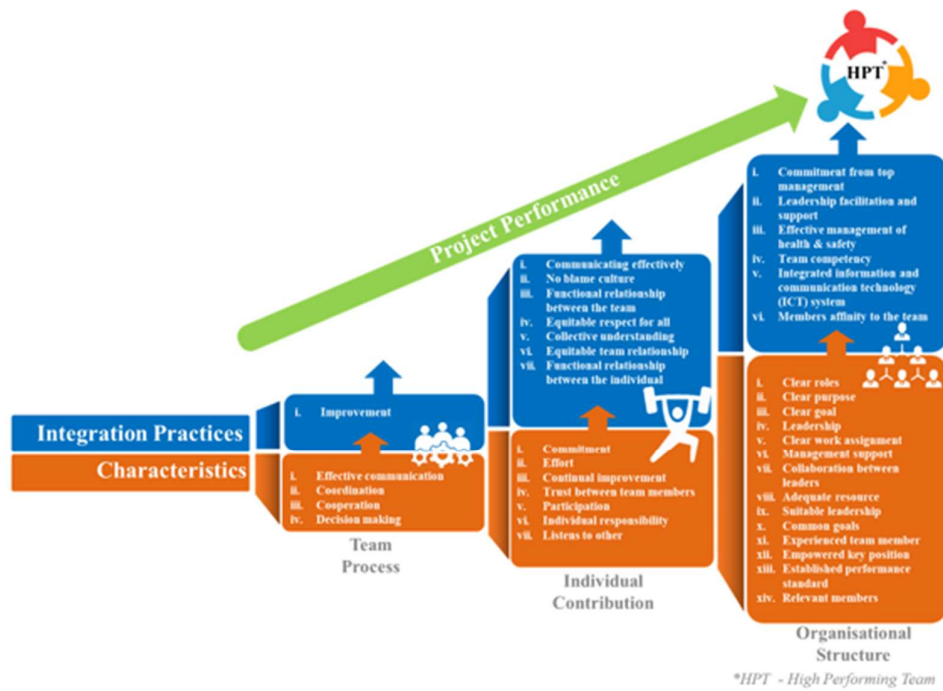 HPT*
Project Performance
i. Commitment from top
management
ii. Leadership facilitation and
support
iii. Effective management of
health & safety
iv. Team competency
v. Integrated information and
communication technology
(ICT) system
vi. Members affinity to the team
i. Communicating effectively
ii. No blame culture
iii. Functional relationship
between the team
iv. Equitable respect for all
v. Collective understanding
vi. Equitable team relationship
vii. Functional relationship
between the individual
i. Improvement
Integration Practices
Characteristics
i. Effective communication
ii. Coordination
iii. Cooperation
iv. Decision making
Team
Process
i. Commitment
ii. Effort
iii. Continual improvement
iv. Trust between team members
v. Participation
vi. Individual responsibility
vii. Listens to other
Individual
Contribution
i. Clear roles
ii. Clear purpose
iii. Clear goal
iv. Leadership
v. Clear work assignment
vi. Management support
vii. Collaboration between
leaders
viii. Adequate resource
ix. Suitable leadership
x. Common goals
xi. Experienced team member
xii. Empowered key position
xiii. Established performance
standard
xiv. Relevant members
Organisational
Structure
*HPT - High Performing Team